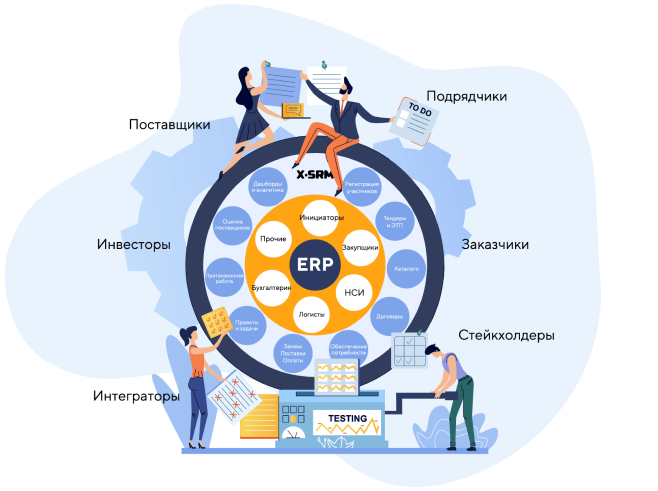 Подрядчики
TO DO
Поставщики
X·SRM
Дашборды
и аналитика
Регистрация
участников
Инициаторы
Оценка
поставщиков
Тендеры
и ЭТП
Прочие
Закупщики
Инвесторы
Заказчики
ERP
Каталоги
Претензионная
работа
Бухгалтерия
НСИ
Логисты
Договоры
Проекты
и задачи
Стейкхолдеры
Заказы
Поставки
Оплаты
Обеспечение
потребности
Интеграторы
TESTING